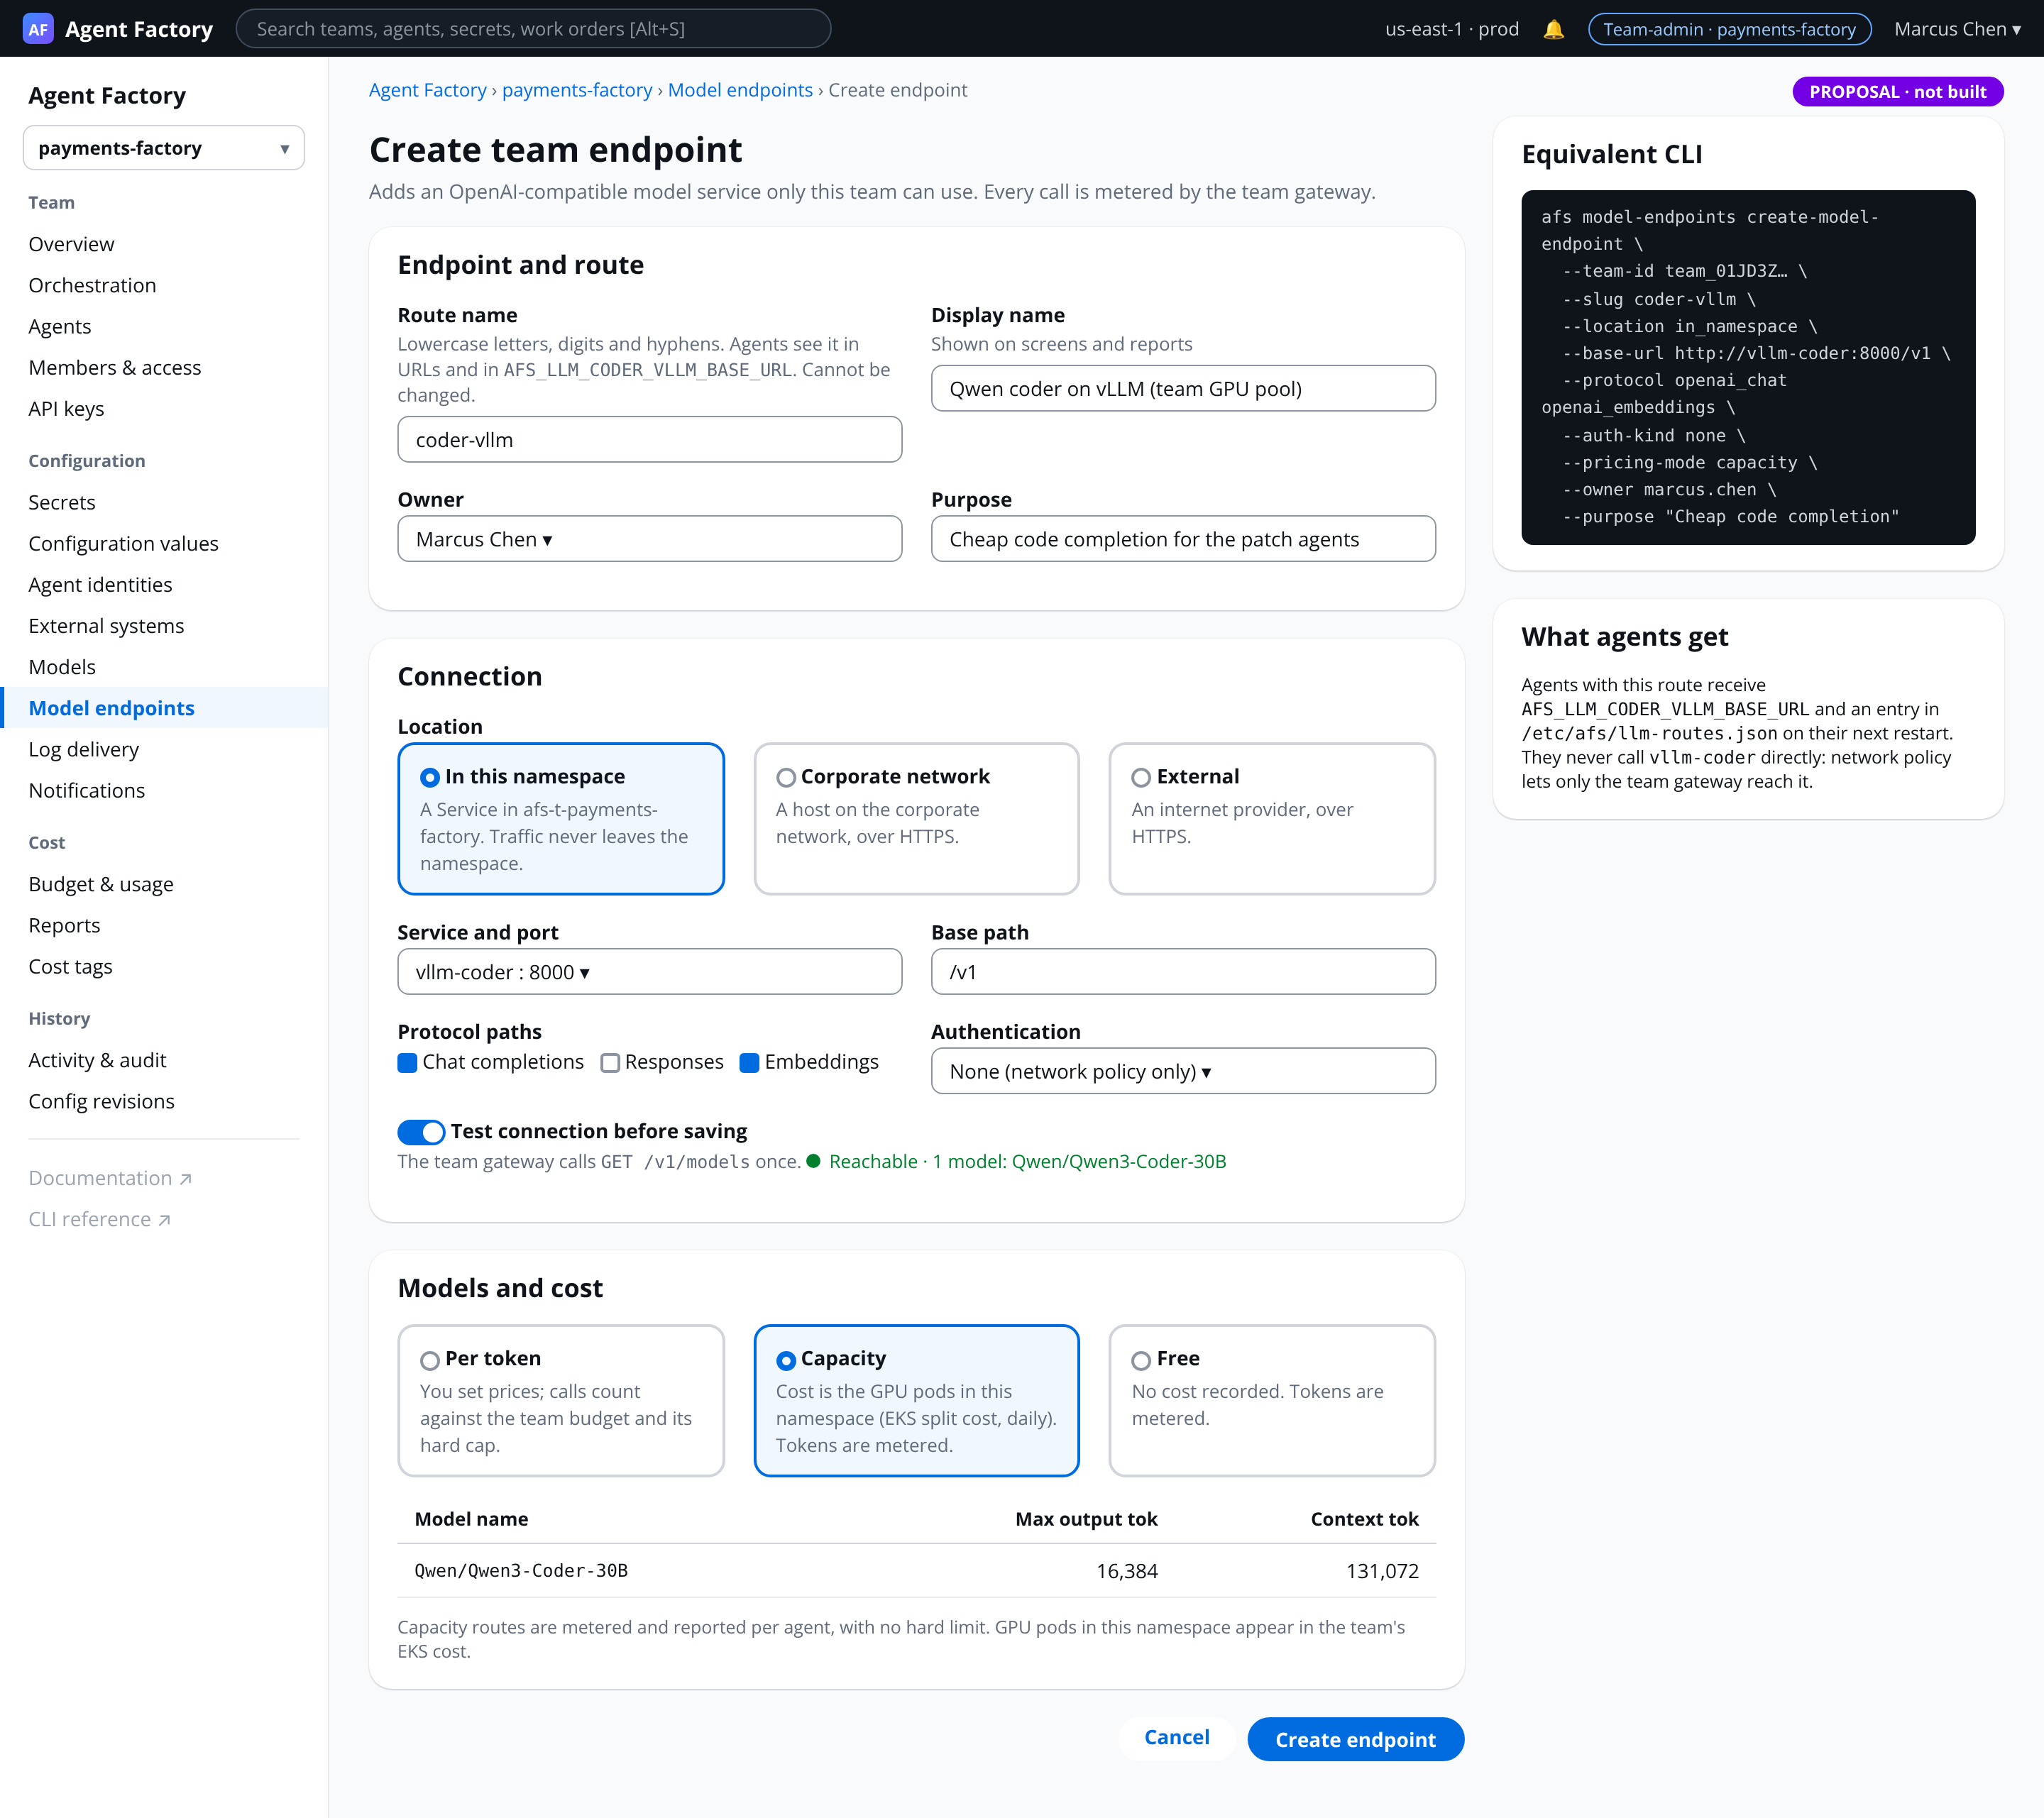 AF Agent Factory
Search teams, agents, secrets, work orders [Alt+S]
us-east-1 · prod
Team-admin · payments-factory
Marcus Chen ▾
Agent Factory
payments-factory ▾
Team
Overview
Orchestration
Agents
Members & access
API keys
Configuration
Secrets
Configuration values
Agent identities
External systems
Models
Model endpoints
Log delivery
Notifications
Cost
Budget & usage
Reports
Cost tags
History
Activity & audit
Config revisions
Documentation ↗
CLI reference ↗
Agent Factory › payments-factory › Model endpoints › Create endpoint
PROPOSAL · not built
Create team endpoint
Adds an OpenAI-compatible model service only this team can use. Every call is metered by the team gateway.
Endpoint and route
Route name
Lowercase letters, digits and hyphens. Agents see it in
URLs and in AFS_LLM_CODER_VLLM_BASE_URL. Cannot be
changed.
coder-vllm
Display name
Shown on screens and reports
Qwen coder on vLLM (team GPU pool)
Owner
Marcus Chen ▾
Purpose
Cheap code completion for the patch agents
Connection
Location
In this namespace
A Service in afs-t-payments-
factory. Traffic never leaves the
namespace.
Corporate network
A host on the corporate
network, over HTTPS.
External
An internet provider, over
HTTPS.
Service and port
vllm-coder : 8000 ▾
Base path
/v1
Protocol paths
Chat completions
Responses
Embeddings
Authentication
None (network policy only) ▾
Test connection before saving
The team gateway calls GET /v1/models once. ● Reachable · 1 model: Qwen/Qwen3-Coder-30B
Models and cost
Per token
You set prices; calls count
against the team budget and its
hard cap.
Capacity
Cost is the GPU pods in this
namespace (EKS split cost, daily).
Tokens are metered.
Free
No cost recorded. Tokens are
metered.
Model name Max output tok Context tok
Qwen/Qwen3-Coder-30B 16,384 131,072
Capacity routes are metered and reported per agent, with no hard limit. GPU pods in this namespace appear in the team's
EKS cost.
Cancel
Create endpoint
Equivalent CLI
afs model-endpoints create-model-
endpoint \
--team-id team_01JD3Z… \
--slug coder-vllm \
--location in_namespace \
--base-url http://vllm-coder:8000/v1 \
--protocol openai_chat
openai_embeddings \
--auth-kind none \
--pricing-mode capacity \
--owner marcus.chen \
--purpose "Cheap code completion"
What agents get
Agents with this route receive
AFS_LLM_CODER_VLLM_BASE_URL and an entry in
/etc/afs/llm-routes.json on their next restart.
They never call vllm-coder directly: network policy
lets only the team gateway reach it.